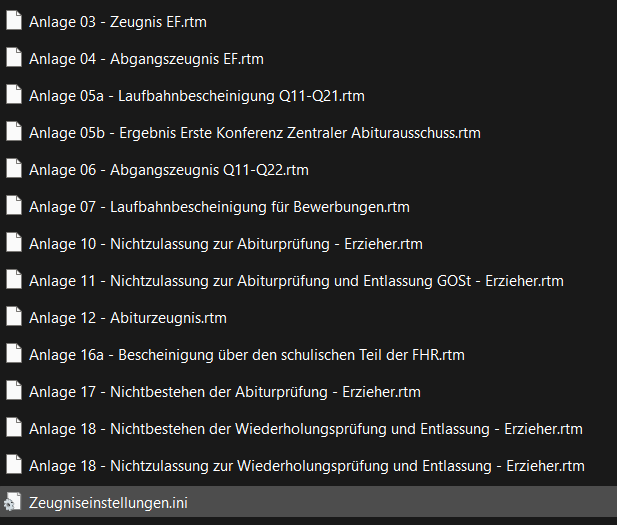 Anlage 03 - Zeugnis EF.rtm
Anlage 04 - Abgangszeugnis EF.rtm
Anlage 05a - Laufbahnbescheinigung Q11-Q21.rtm
Anlage 05b - Ergebnis Erste Konferenz Zentraler Abiturausschuss.rtm
Anlage 06 - Abgangszeugnis Q11-Q22.rtm
Anlage 07 - Laufbahnbescheinigung für Bewerbungen.rtm
Anlage 10 - Nichtzulassung zur Abiturprüfung - Erzieher.rtm
Anlage 11 - Nichtzulassung zur Abiturprüfung und Entlassung GOSt - Erzieher.rtm
Anlage 12 - Abiturzeugnis.rtm
Anlage 16a - Bescheinigung über den schulischen Teil der FHR.rtm
Anlage 17 - Nichtbestehen der Abiturprüfung - Erzieher.rtm
Anlage 18 - Nichtbestehen der Wiederholungsprüfung und Entlassung - Erzieher.rtm
Anlage 18 - Nichtzulassung zur Wiederholungsprüfung und Entlassung - Erzieher.rtm
Zeugniseinstellungen.ini